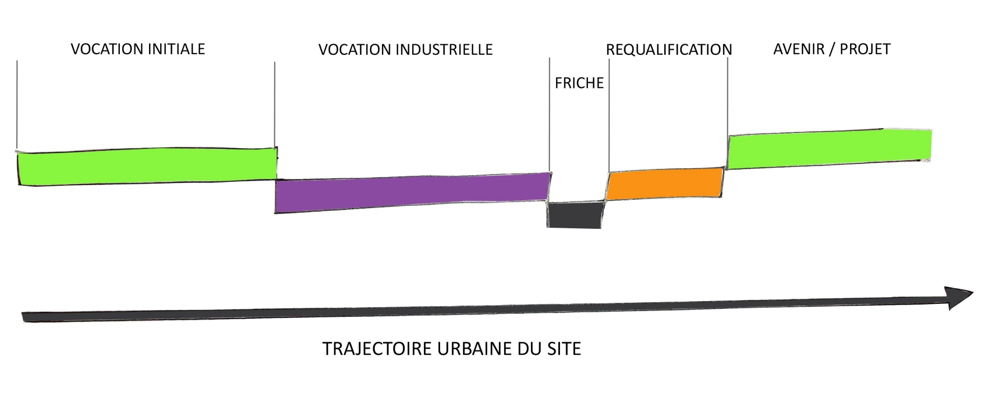 VOCATION INITIALE
VOCATION INDUSTRIELLE
FRICHE
REQUALIFICATION
AVENIR / PROJET
TRAJECTOIRE URBAINE DU SITE